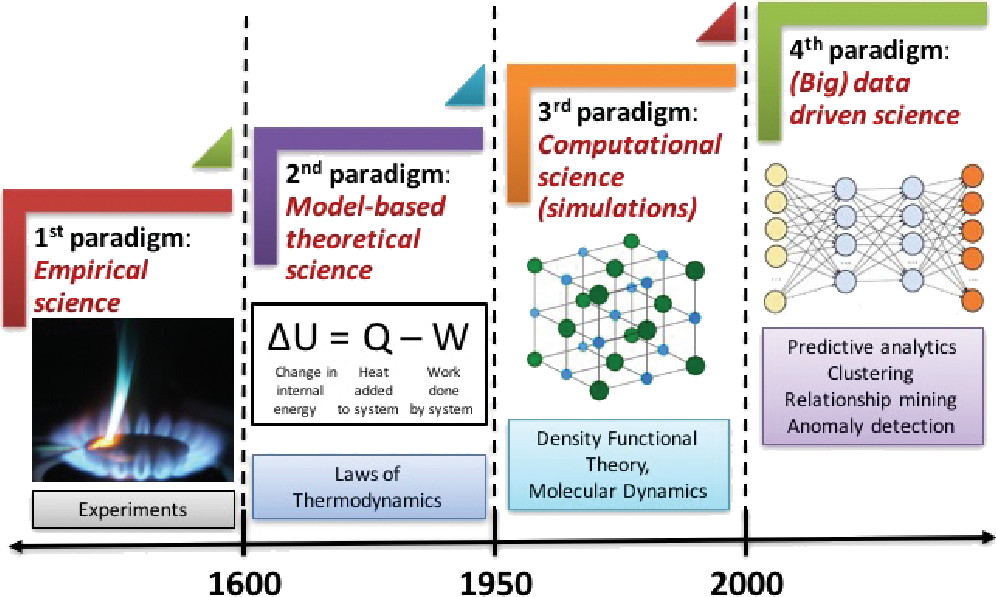 1st paradigm:
Empirical
science
Experiments
2nd paradigm:
Model-based
theoretical
science
ΔU = Q – W
Change in internal energy
Heat added to system
Work done by system
Laws of
Thermodynamics
3rd paradigm:
Computational
science
(simulations)
Density Functional
Theory,
Molecular Dynamics
4th paradigm:
(Big) data
driven science
...
...
...
...
Predictive analytics
Clustering
Relationship mining
Anomaly detection
1600
1950
2000